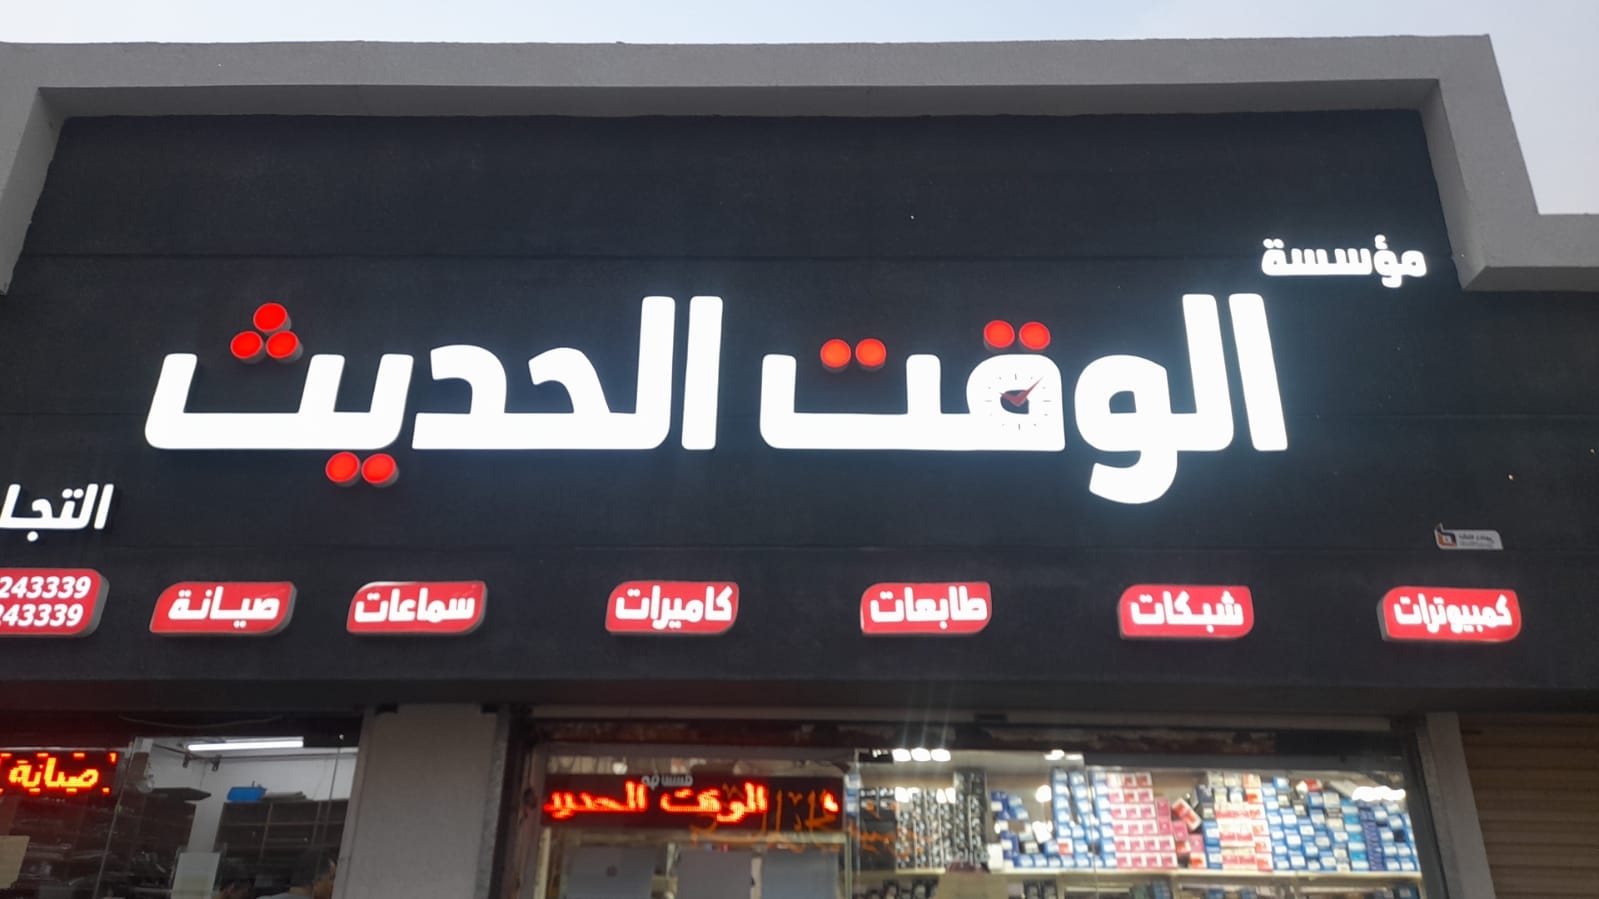 مؤسسة
الوقت الحديث
كمبيوترات
شبكات
طابعات
كاميرات
سماعات
صيانة
التجا
243339
243339
الوقت الحديث
صيانة